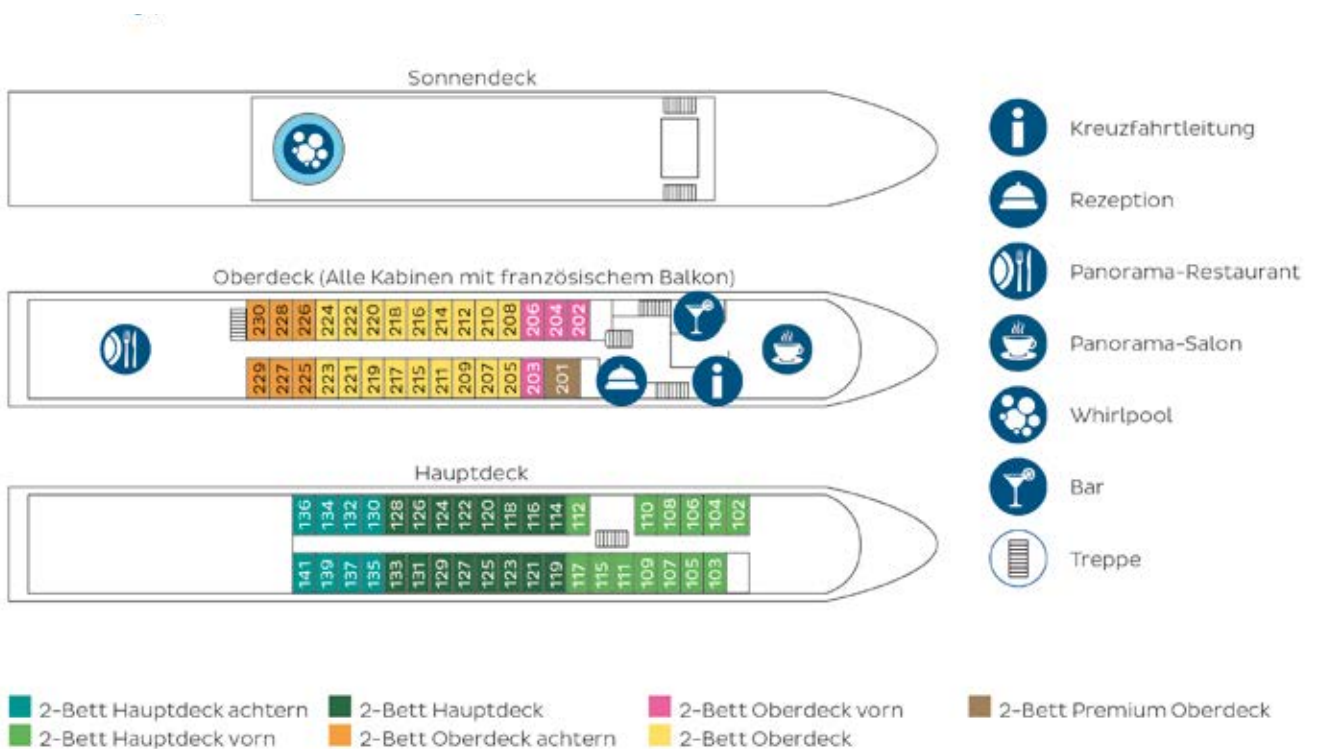 Sonnendeck
Kreuzfahrtleitung
Rezeption
Panorama-Restaurant
Panorama-Salon
Whirlpool
Bar
Treppe
Oberdeck (Alle Kabinen mit französischem Balkon)
230 228 226 224 222 220 218 216 214 212 210 208 206 204 202
229 227 225 223 221 219 217 215 211 209 207 205 203 201
Hauptdeck
136 134 132 130 128 126 124 122 120 118 116 114 112 110 108 106 104 102
141 139 137 135 133 131 129 127 125 123 121 119 117 115 111 109 107 105 103
2-Bett Hauptdeck achtern 2-Bett Hauptdeck 2-Bett Oberdeck vorn 2-Bett Premium Oberdeck
2-Bett Hauptdeck vorn 2-Bett Oberdeck achtern 2-Bett Oberdeck